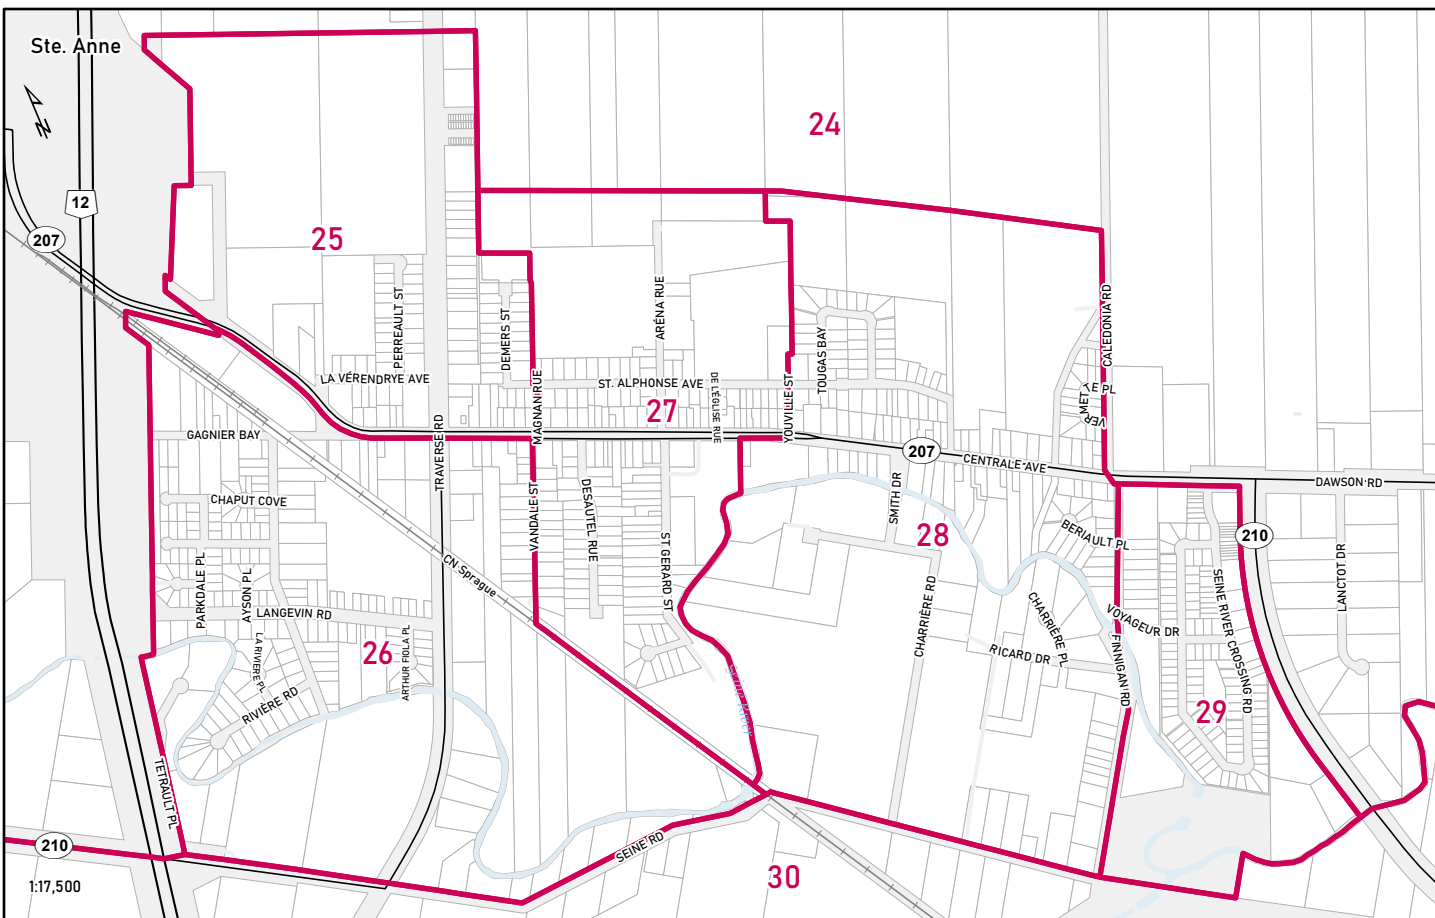 Ste. Anne
24
N
12
207
25
PERREAULT ST
DEMERS ST
ARÉNA RUE
CALEDONIA RD
TOUGAS BAY
LA VÉRENDRYE AVE
MAGNAN RUE
ST. ALPHONSE AVE
DE L'ÉGLISE RUE
YOUVILLE ST
VERMETTE PL
27
GAGNIER BAY
TRAVERSE RD
207
CENTRALE AVE
DAWSON RD
CHAPUT COVE
VANDALE ST
DESAUTEL RUE
ST GERARD ST
SMITH DR
28
BERIAULT PL
210
PARKDALE PL
AYSON PL
CN Sprague
SEINE RIVER CROSSING RD
LANCTOT DR
LANGEVIN RD
CHARRIÈRE RD
CHARRIÈRE PL
VOYAGEUR DR
FINNIGAN RD
LA RIVIERE PL
26
ARTHUR FIOLA PL
RICARD DR
RIVIÈRE RD
Seine River
29
TETRAULT PL
210
SEINE RD
30
1:17,500